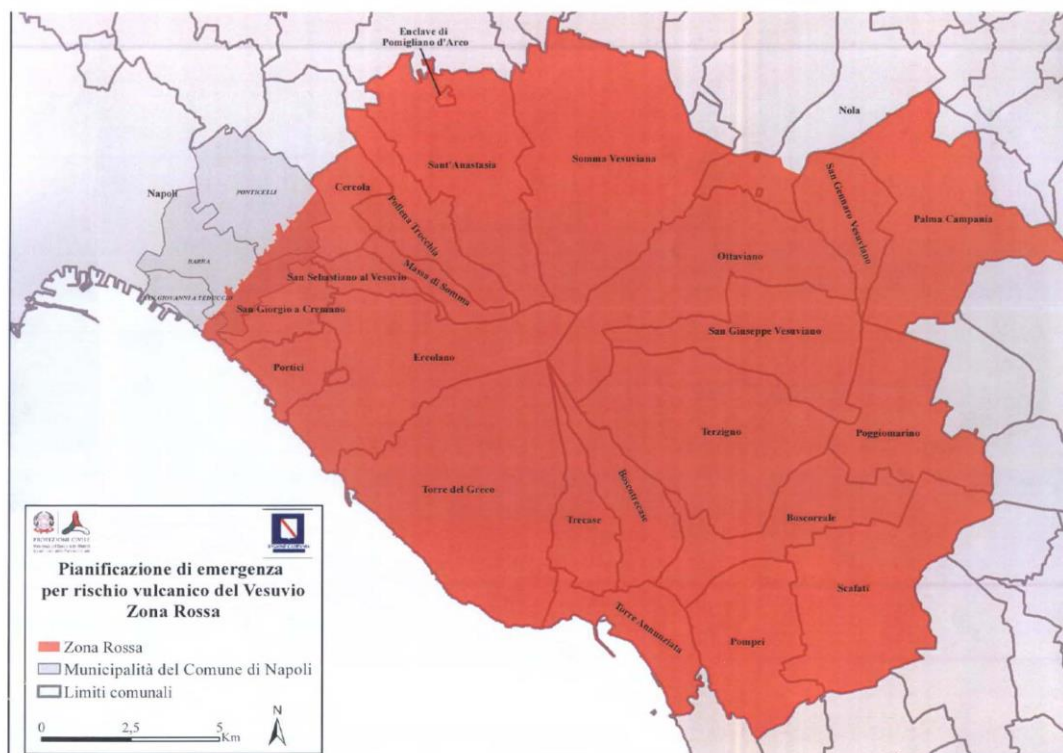 Enclave di
Pomigliano d'Arco
Nola
Sant'Anastasia
Somma Vesuviana
Napoli
PONTICELLI
Cercola
Pollena Trocchia
San Gennaro Vesuviano
Palma Campania
BARRA
Ottaviano
San Sebastiano al Vesuvio
Massa di Somma
SAN GIOVANNI A TEDUCCIO
San Giorgio a Cremano
San Giuseppe Vesuviano
Portici
Ercolano
Terzigno
Poggiomarino
Torre del Greco
Boscotrecase
Trecase
Boscorrale
Scafati
Torre Annunziata
Pompei
PROTEZIONE CIVILE
Pianificazione di emergenza
per rischio vulcanico del Vesuvio
Zona Rossa
Zona Rossa
Municipalità del Comune di Napoli
Limiti comunali
0 2,5 5
Km
N